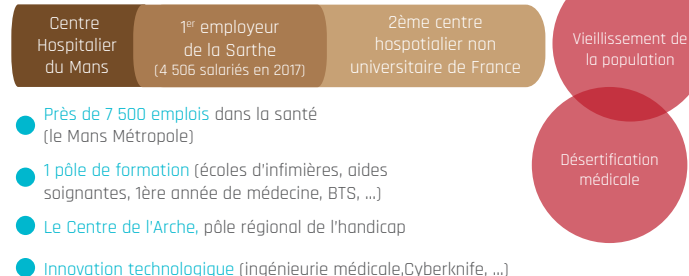 Centre
Hospitalier
du Mans
1er employeur
de la Sarthe
(4 506 salariés en 2017)
2ème centre
hospotialier non
universitaire de France
Vieillissement de
la population
Près de 7 500 emplois dans la santé
(le Mans Métropole)
1 pôle de formation (écoles d'infimières, aides
soignantes, 1ère année de médecine, BTS, ...)
Désertification
médicale
Le Centre de l'Arche, pôle régional de l'handicap
Innovation technologique (ingénieurie médicale,Cyberknife, ...)